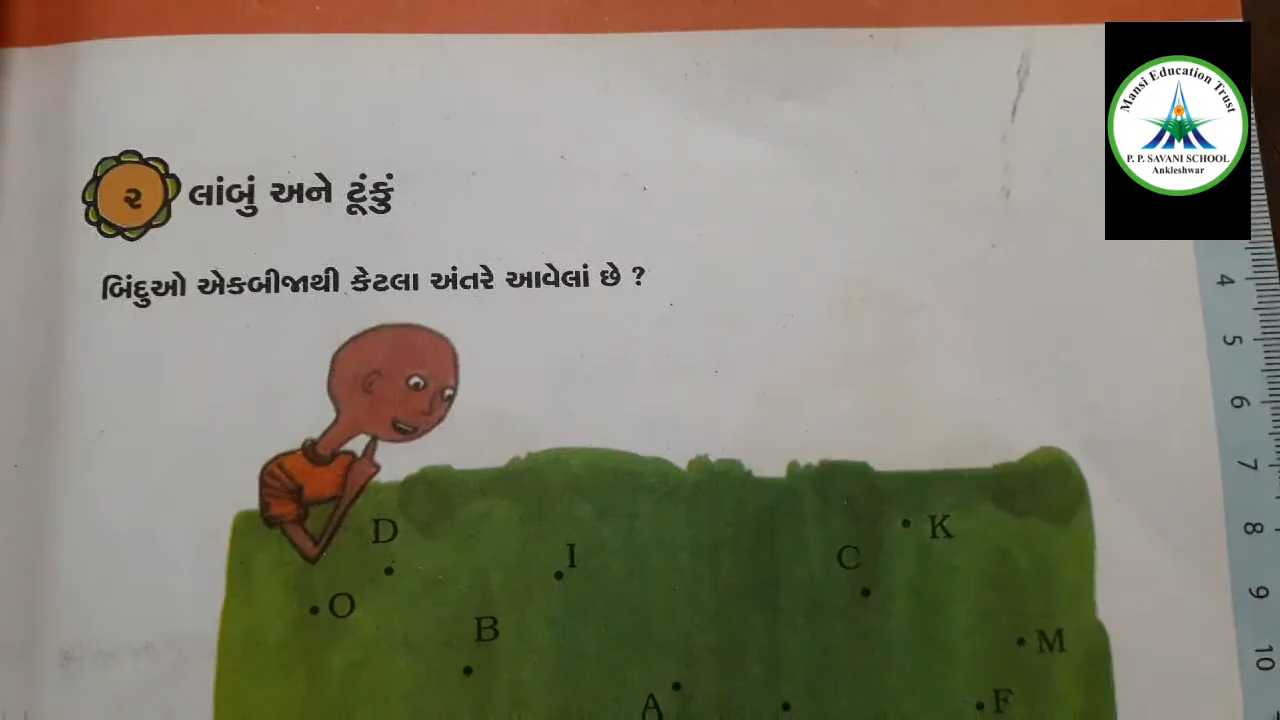 Mansi Education Trust
P. P. SAVANI SCHOOL
Ankleshwar
૨ લાંબું અને ટૂંકું
બિંદુઓ એકબીજાથી કેટલા અંતરે આવેલાં છે ?
4
5
6
7
8
9
10
D
I
C
K
O
B
M
A
F